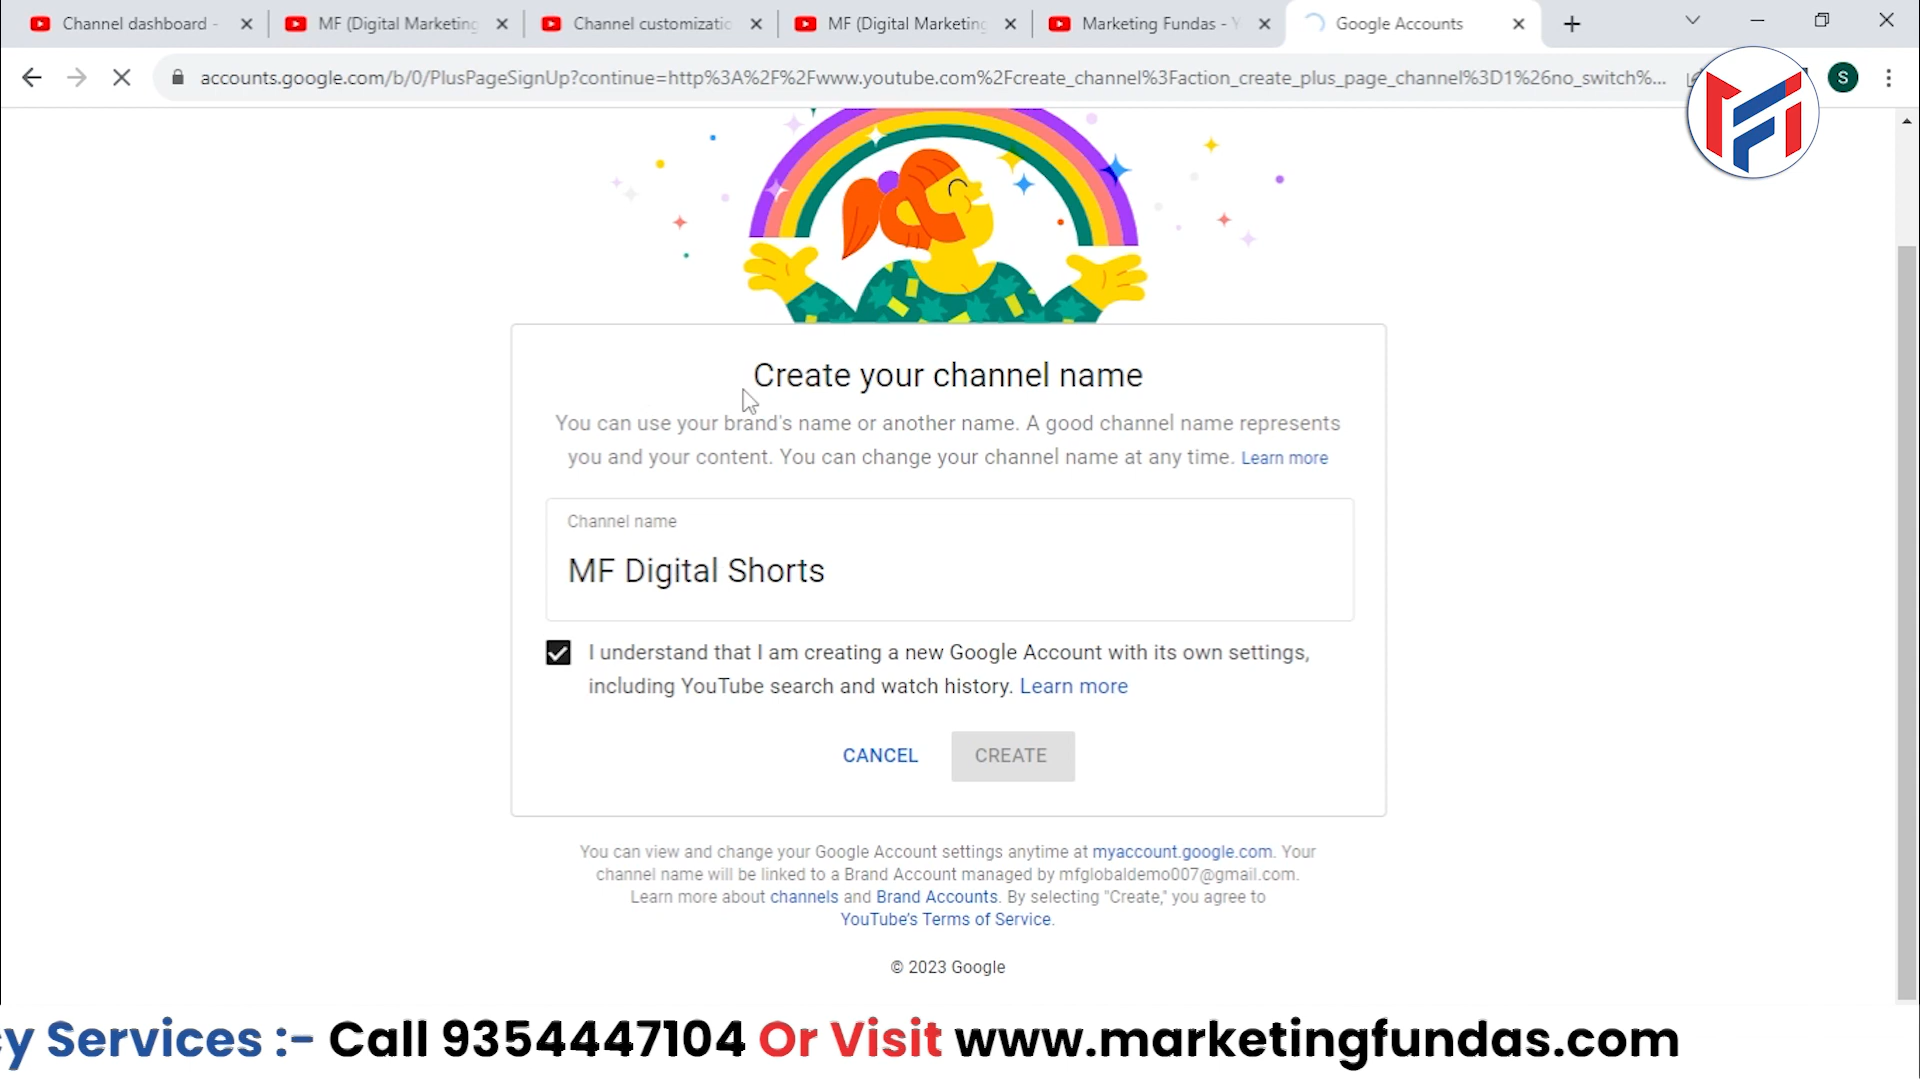 Channel dashboard -
MF (Digital Marketing
Channel customizatio
MF (Digital Marketing
Marketing Fundas - Y
Google Accounts
accounts.google.com/b/0/PlusPageSignUp?continue=http%3A%2F%2Fwww.youtube.com%2Fcreate_channel%3Faction_create_plus_page_channel%3D1%26no_switch%...
S
Create your channel name
You can use your brand's name or another name. A good channel name represents
you and your content. You can change your channel name at any time. Learn more
Channel name
MF Digital Shorts
I understand that I am creating a new Google Account with its own settings,
including YouTube search and watch history. Learn more
CANCEL
CREATE
You can view and change your Google Account settings anytime at myaccount.google.com. Your
channel name will be linked to a Brand Account managed by mfglobaldemo007@gmail.com.
Learn more about channels and Brand Accounts. By selecting "Create," you agree to
YouTube's Terms of Service.
© 2023 Google
cy Services :- Call 9354447104 Or Visit www.marketingfundas.com